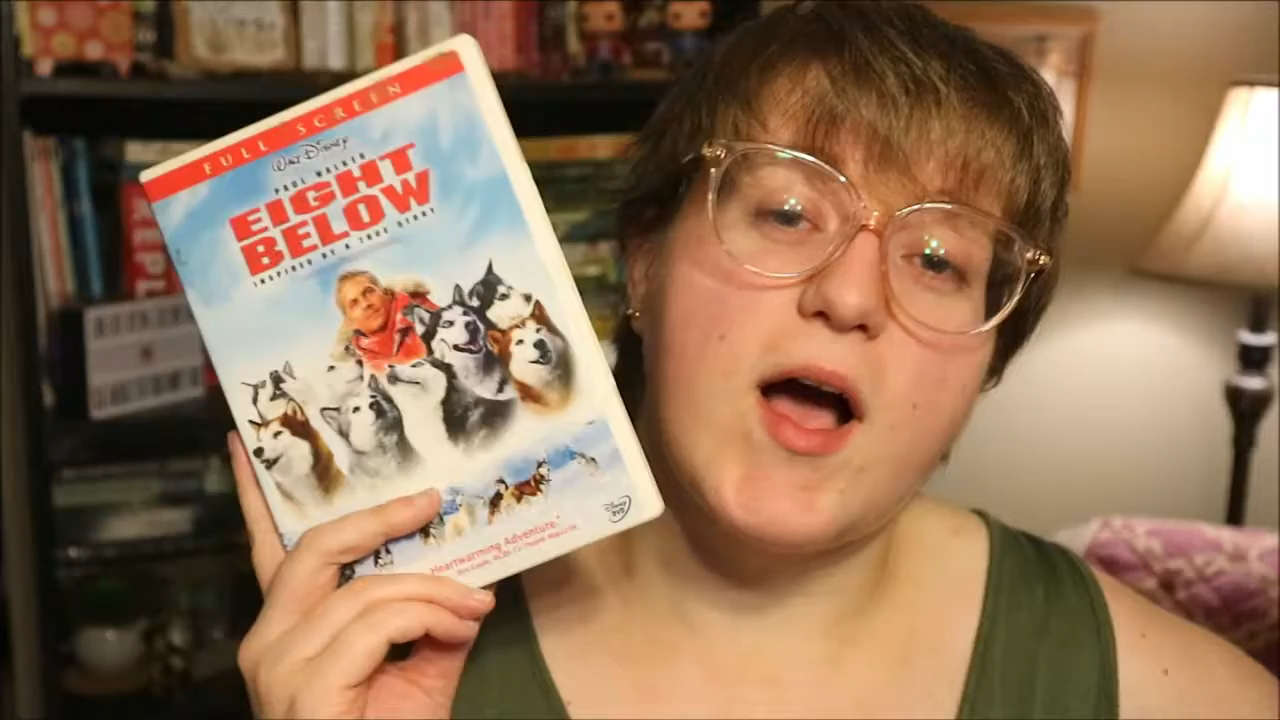 FULL SCREEN
WALT DISNEY
PAUL WALKER
EIGHT
BELOW
INSPIRED BY A TRUE STORY
Heartwarming Adventure."
Disney
DVD